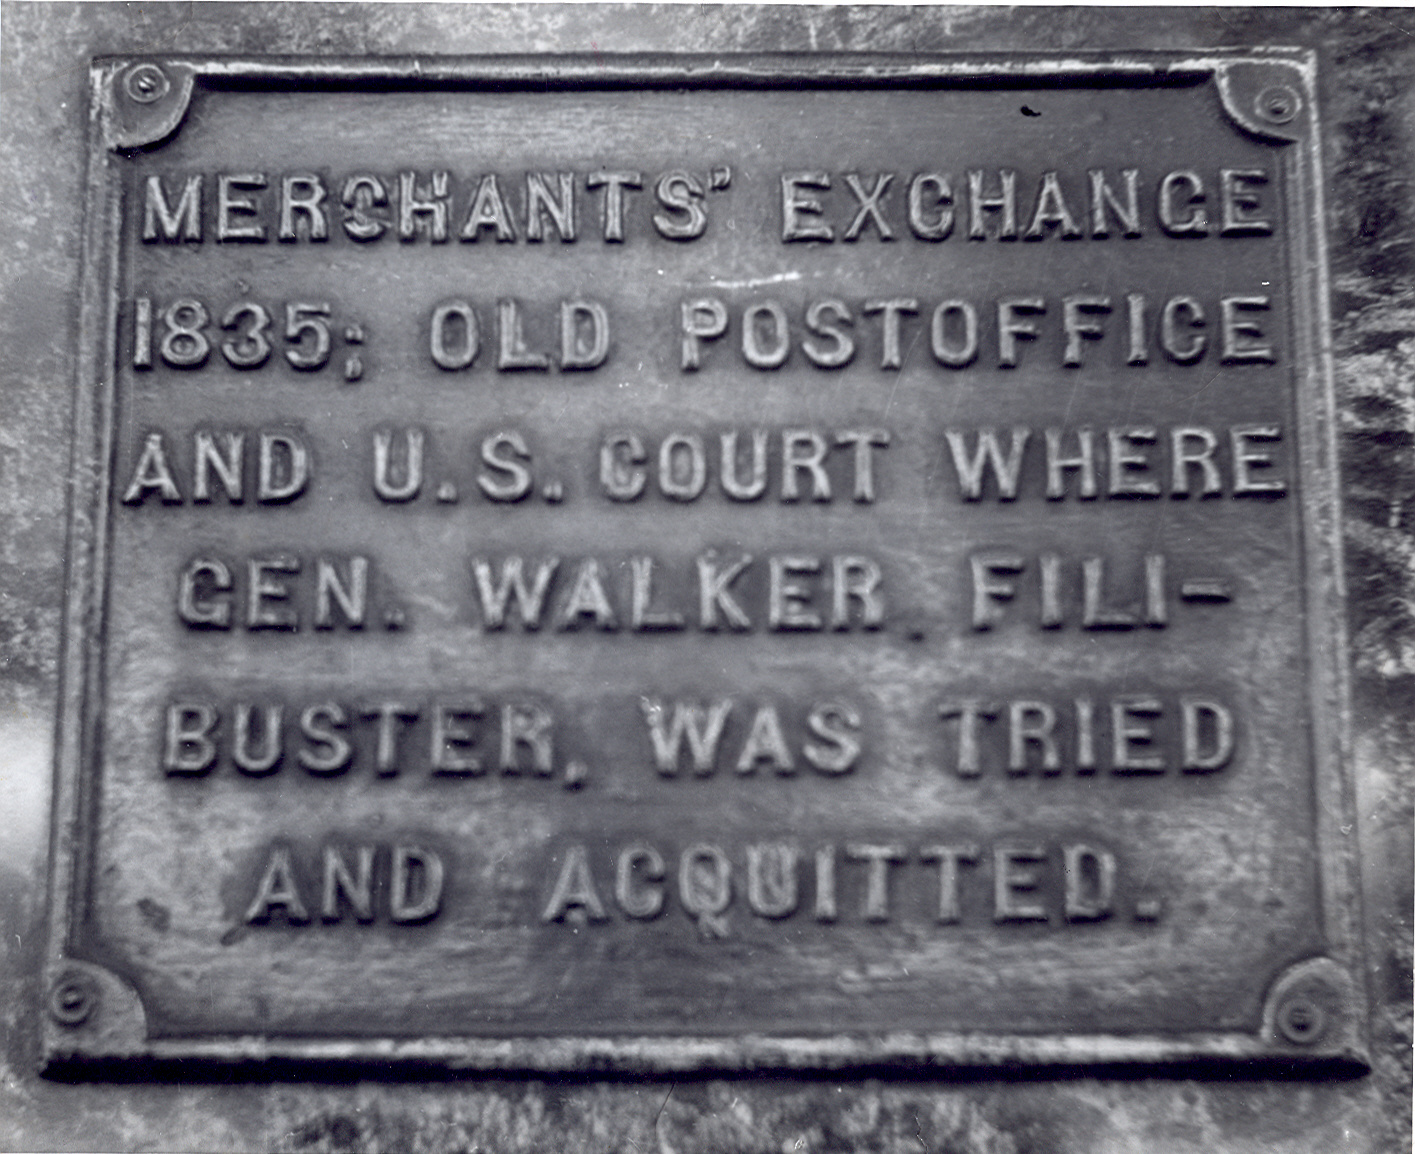 MERCHANTS' EXCHANGE
1835; OLD POSTOFFICE
AND U.S. COURT WHERE
GEN. WALKER, FILI-
BUSTER, WAS TRIED
AND ACQUITTED.